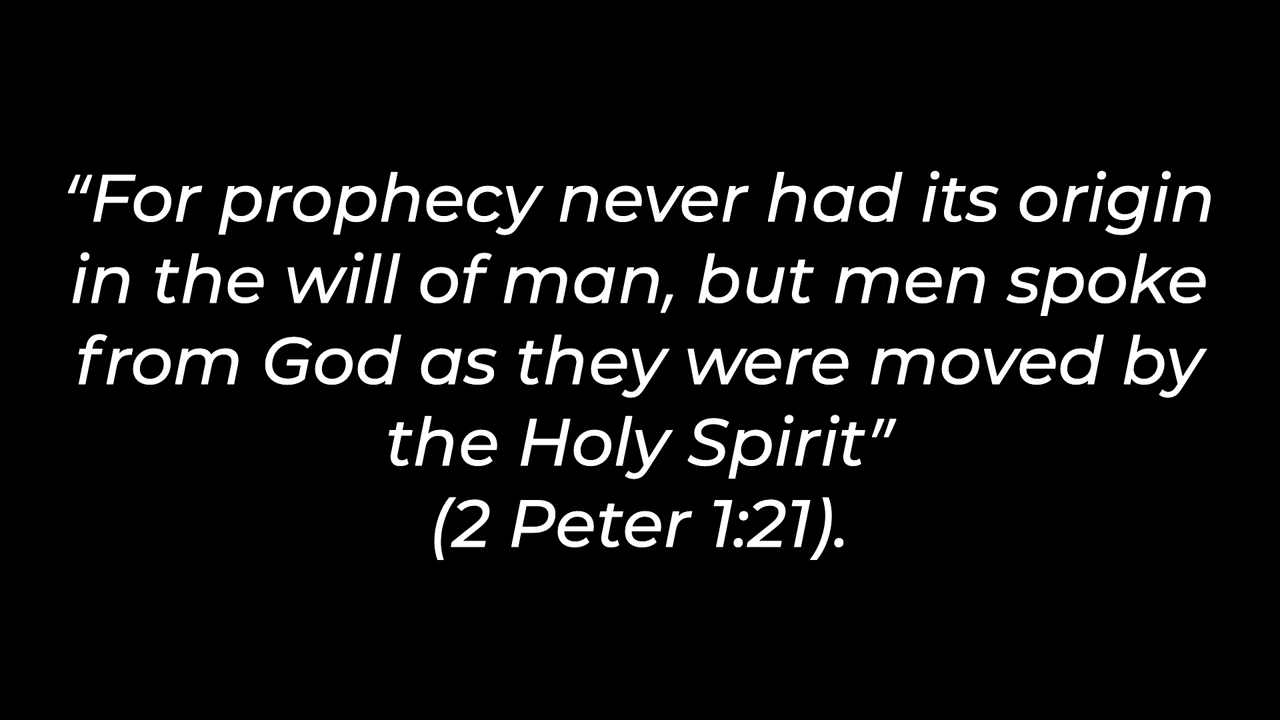 “For prophecy never had its origin
in the will of man, but men spoke
from God as they were moved by
the Holy Spirit”
(2 Peter 1:21).